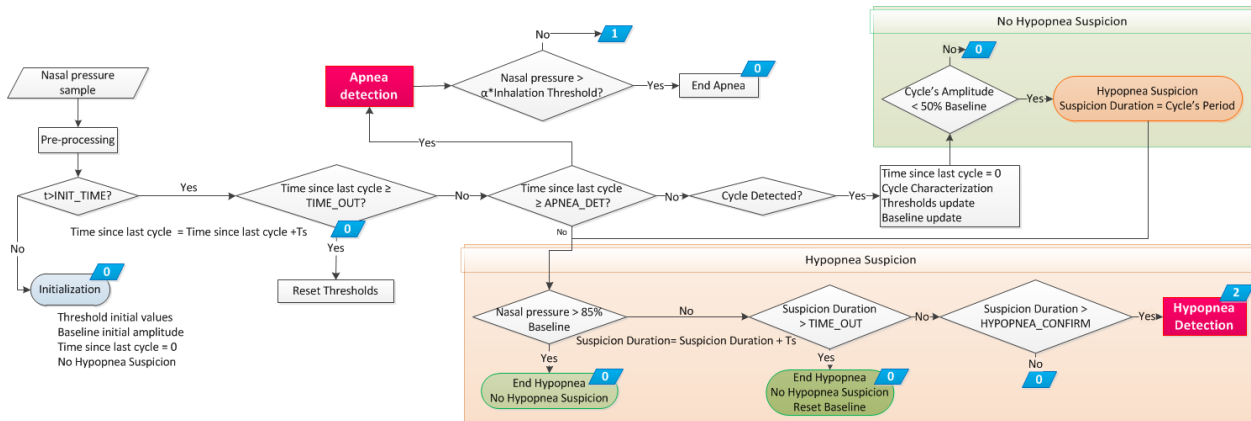 No Hypopnea Suspicion
No
1
No
0
Nasal pressure
sample
Apnea
detection
Nasal pressure >
α*Inhalation Threshold?
Yes
0
End Apnea
Cycle's Amplitude
< 50% Baseline
Yes
Hypopnea Suspicion
Suspicion Duration = Cycle's Period
Pre-processing
Yes
t>INIT_TIME?
Yes
Time since last cycle ≥
TIME_OUT?
No
Time since last cycle
≥ APNEA_DET?
No
Cycle Detected?
Yes
Time since last cycle = 0
Cycle Characterization
Thresholds update
Baseline update
Time since last cycle = Time since last cycle +Ts
0
No
No
Yes
Hypopnea Suspicion
0
Initialization
Reset Thresholds
Threshold initial values
Baseline initial amplitude
Time since last cycle = 0
No Hypopnea Suspicion
Nasal pressure > 85%
Baseline
No
Suspicion Duration= Suspicion Duration + Ts
Suspicion Duration
> TIME_OUT
No
Suspicion Duration >
HYPOPNEA_CONFIRM
Yes
2
Hypopnea
Detection
Yes
Yes
No
0
End Hypopnea
No Hypopnea Suspicion
0
End Hypopnea
No Hypopnea Suspicion
Reset Baseline
0